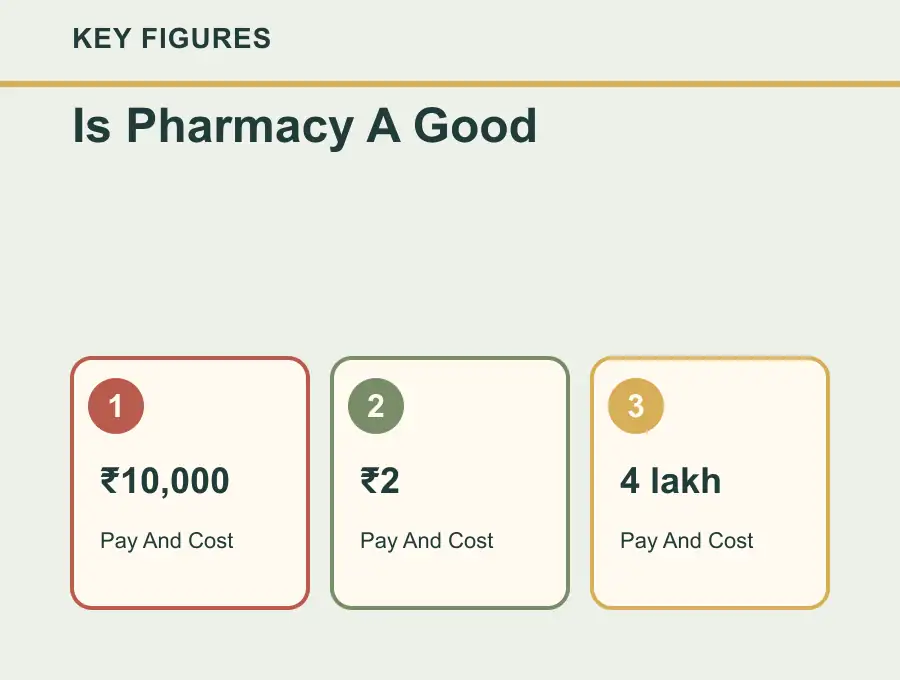 KEY FIGURES
Is Pharmacy A Good
1
₹10,000
Pay And Cost
2
₹2
Pay And Cost
3
4 lakh
Pay And Cost